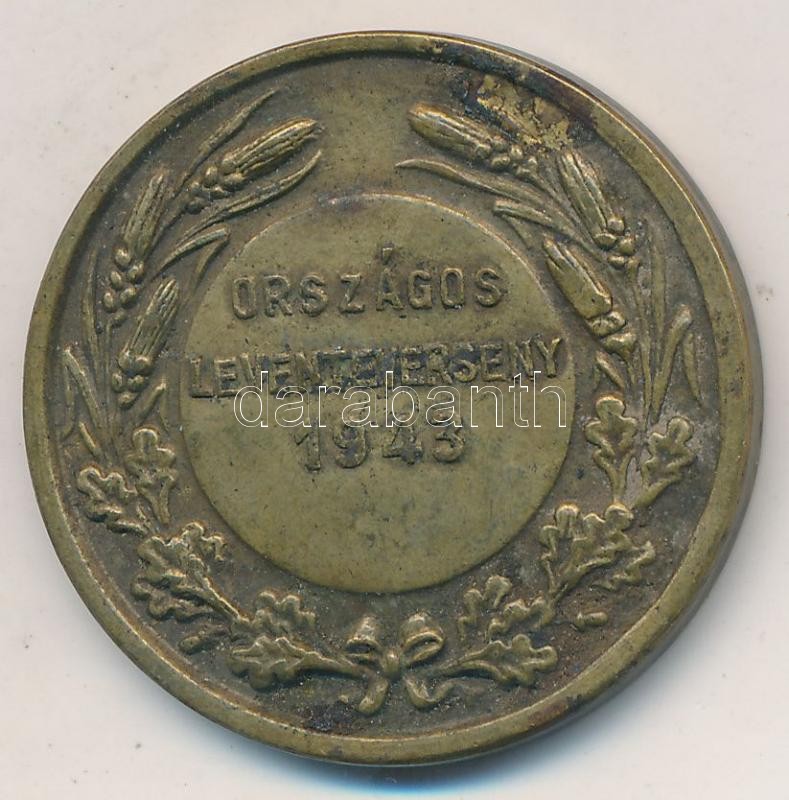 ORSZÁGOS
LEVENTEVERSENY
1943
darabanth